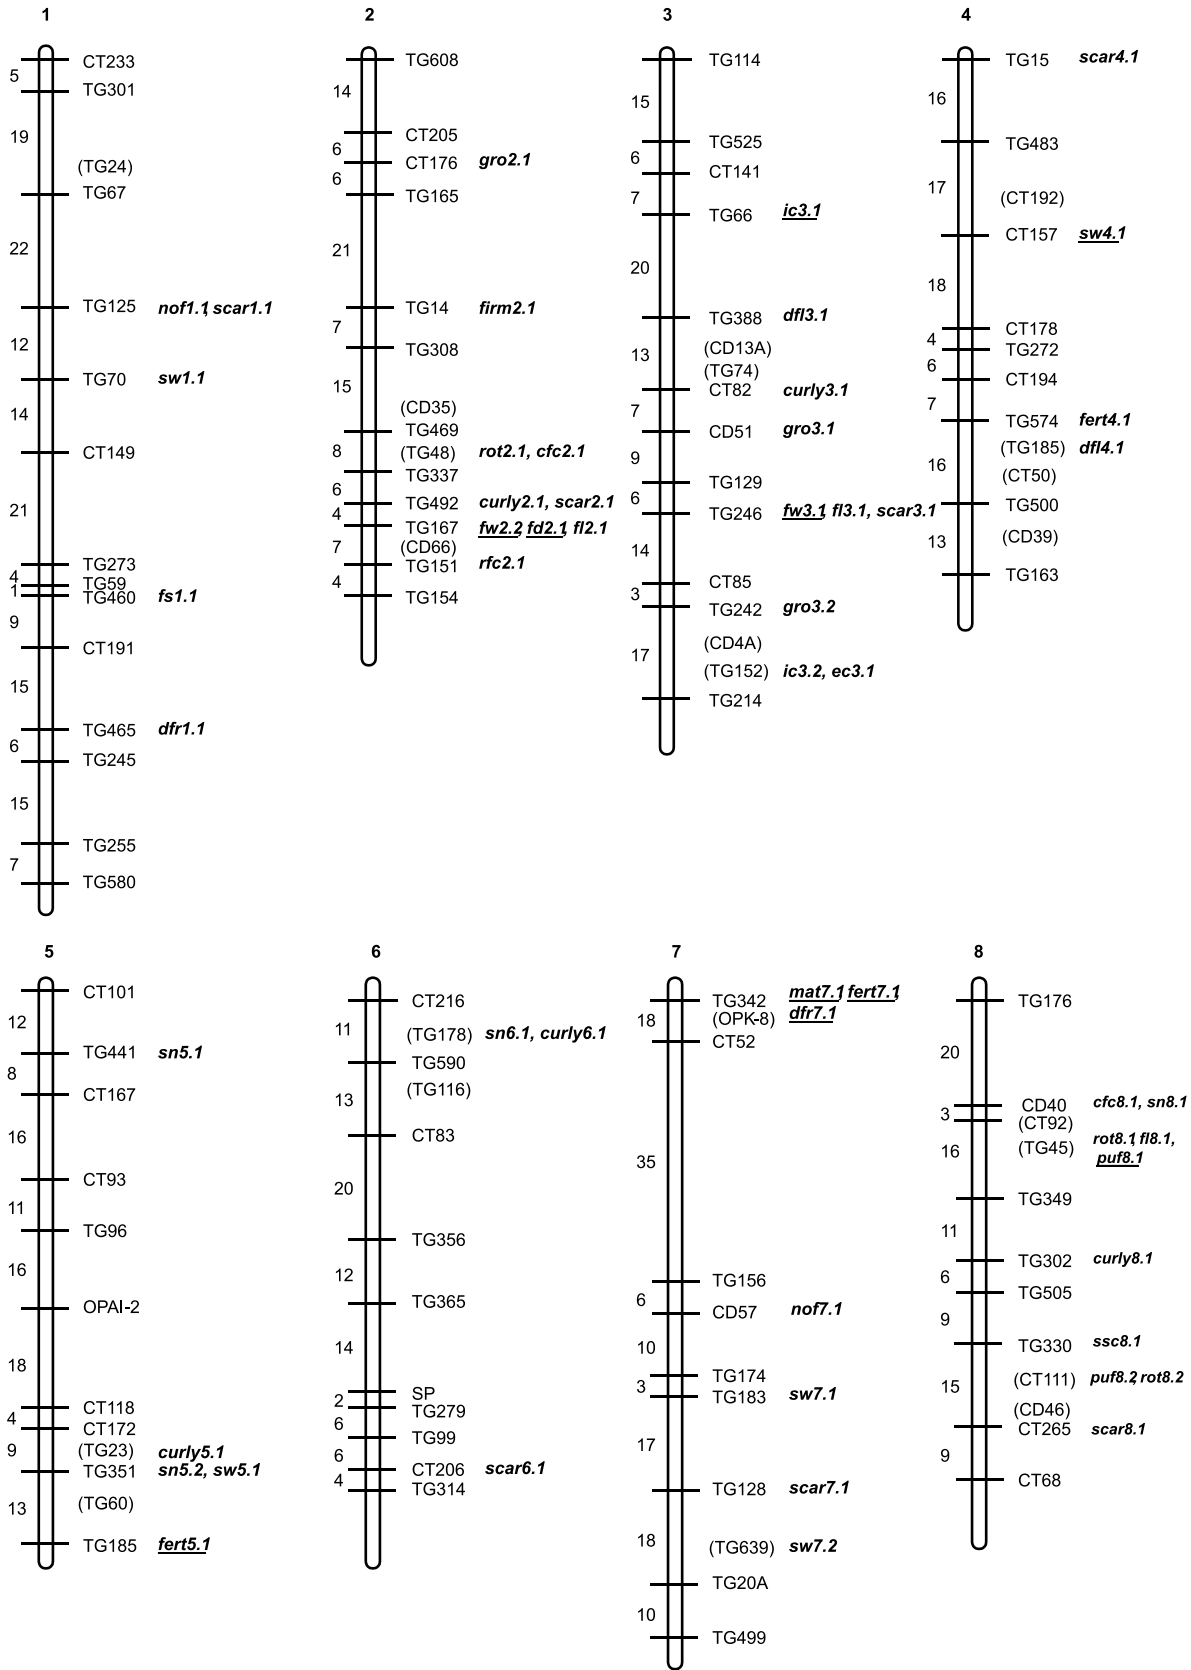 1
5
CT233
TG301
19
(TG24)
TG67
22
TG125 nof1.1, scar1.1
12
TG70 sw1.1
14
CT149
21
TG273
4
TG59
1
TG460 fs1.1
9
CT191
15
TG465 dfr1.1
6
TG245
15
TG255
7
TG580
2
TG608
14
CT205
6
CT176 gro2.1
6
TG165
21
TG14 firm2.1
7
TG308
15
(CD35)
TG469
8
(TG48) rot2.1, cfc2.1
TG337
6
TG492 curly2.1, scar2.1
4
TG167 fw2.2, fd2.1, fl2.1
7
(CD66)
TG151 rfc2.1
4
TG154
3
TG114
15
TG525
6
CT141
7
TG66 ic3.1
20
TG388 dfl3.1
13
(CD13A)
(TG74)
CT82 curly3.1
7
CD51 gro3.1
9
TG129
6
TG246 fw3.1, fl3.1, scar3.1
14
CT85
3
TG242 gro3.2
17
(CD4A)
(TG152) ic3.2, ec3.1
TG214
4
TG15 scar4.1
16
TG483
17
(CT192)
CT157 sw4.1
18
CT178
4
TG272
6
CT194
7
TG574 fert4.1
16
(TG185) dfl4.1
(CT50)
TG500
13
(CD39)
TG163
5
CT101
12
TG441 sn5.1
8
CT167
16
CT93
11
TG96
16
OPAI-2
18
CT118
4
CT172
9
(TG23) curly5.1
TG351 sn5.2, sw5.1
13
(TG60)
TG185 fert5.1
6
CT216
11
(TG178) sn6.1, curly6.1
TG590
13
(TG116)
CT83
20
TG356
12
TG365
14
SP
2
TG279
6
TG99
6
CT206 scar6.1
4
TG314
7
TG342 mat7.1, fert7.1,
18
(OPK-8) dfr7.1
CT52
35
TG156
6
CD57 nof7.1
10
TG174
3
TG183 sw7.1
17
TG128 scar7.1
18
(TG639) sw7.2
TG20A
10
TG499
8
TG176
20
CD40 cfc8.1, sn8.1
3
(CT92)
16
(TG45) rot8.1, fl8.1,
puf8.1
TG349
11
TG302 curly8.1
6
TG505
9
TG330 ssc8.1
15
(CT111) puf8.2, rot8.2
(CD46)
CT265 scar8.1
9
CT68